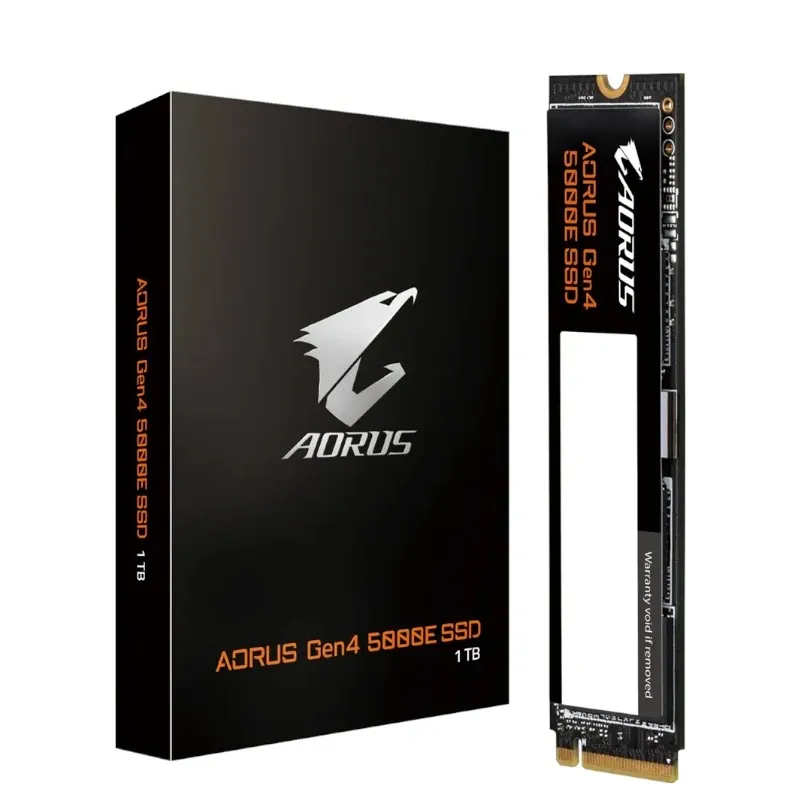 AORUS Gen4 5000E SSD 1 TB
AORUS
AORUS Gen4 5000E SSD
1 TB
AORUS
AORUS Gen4
5000E SSD
Warranty void if removed